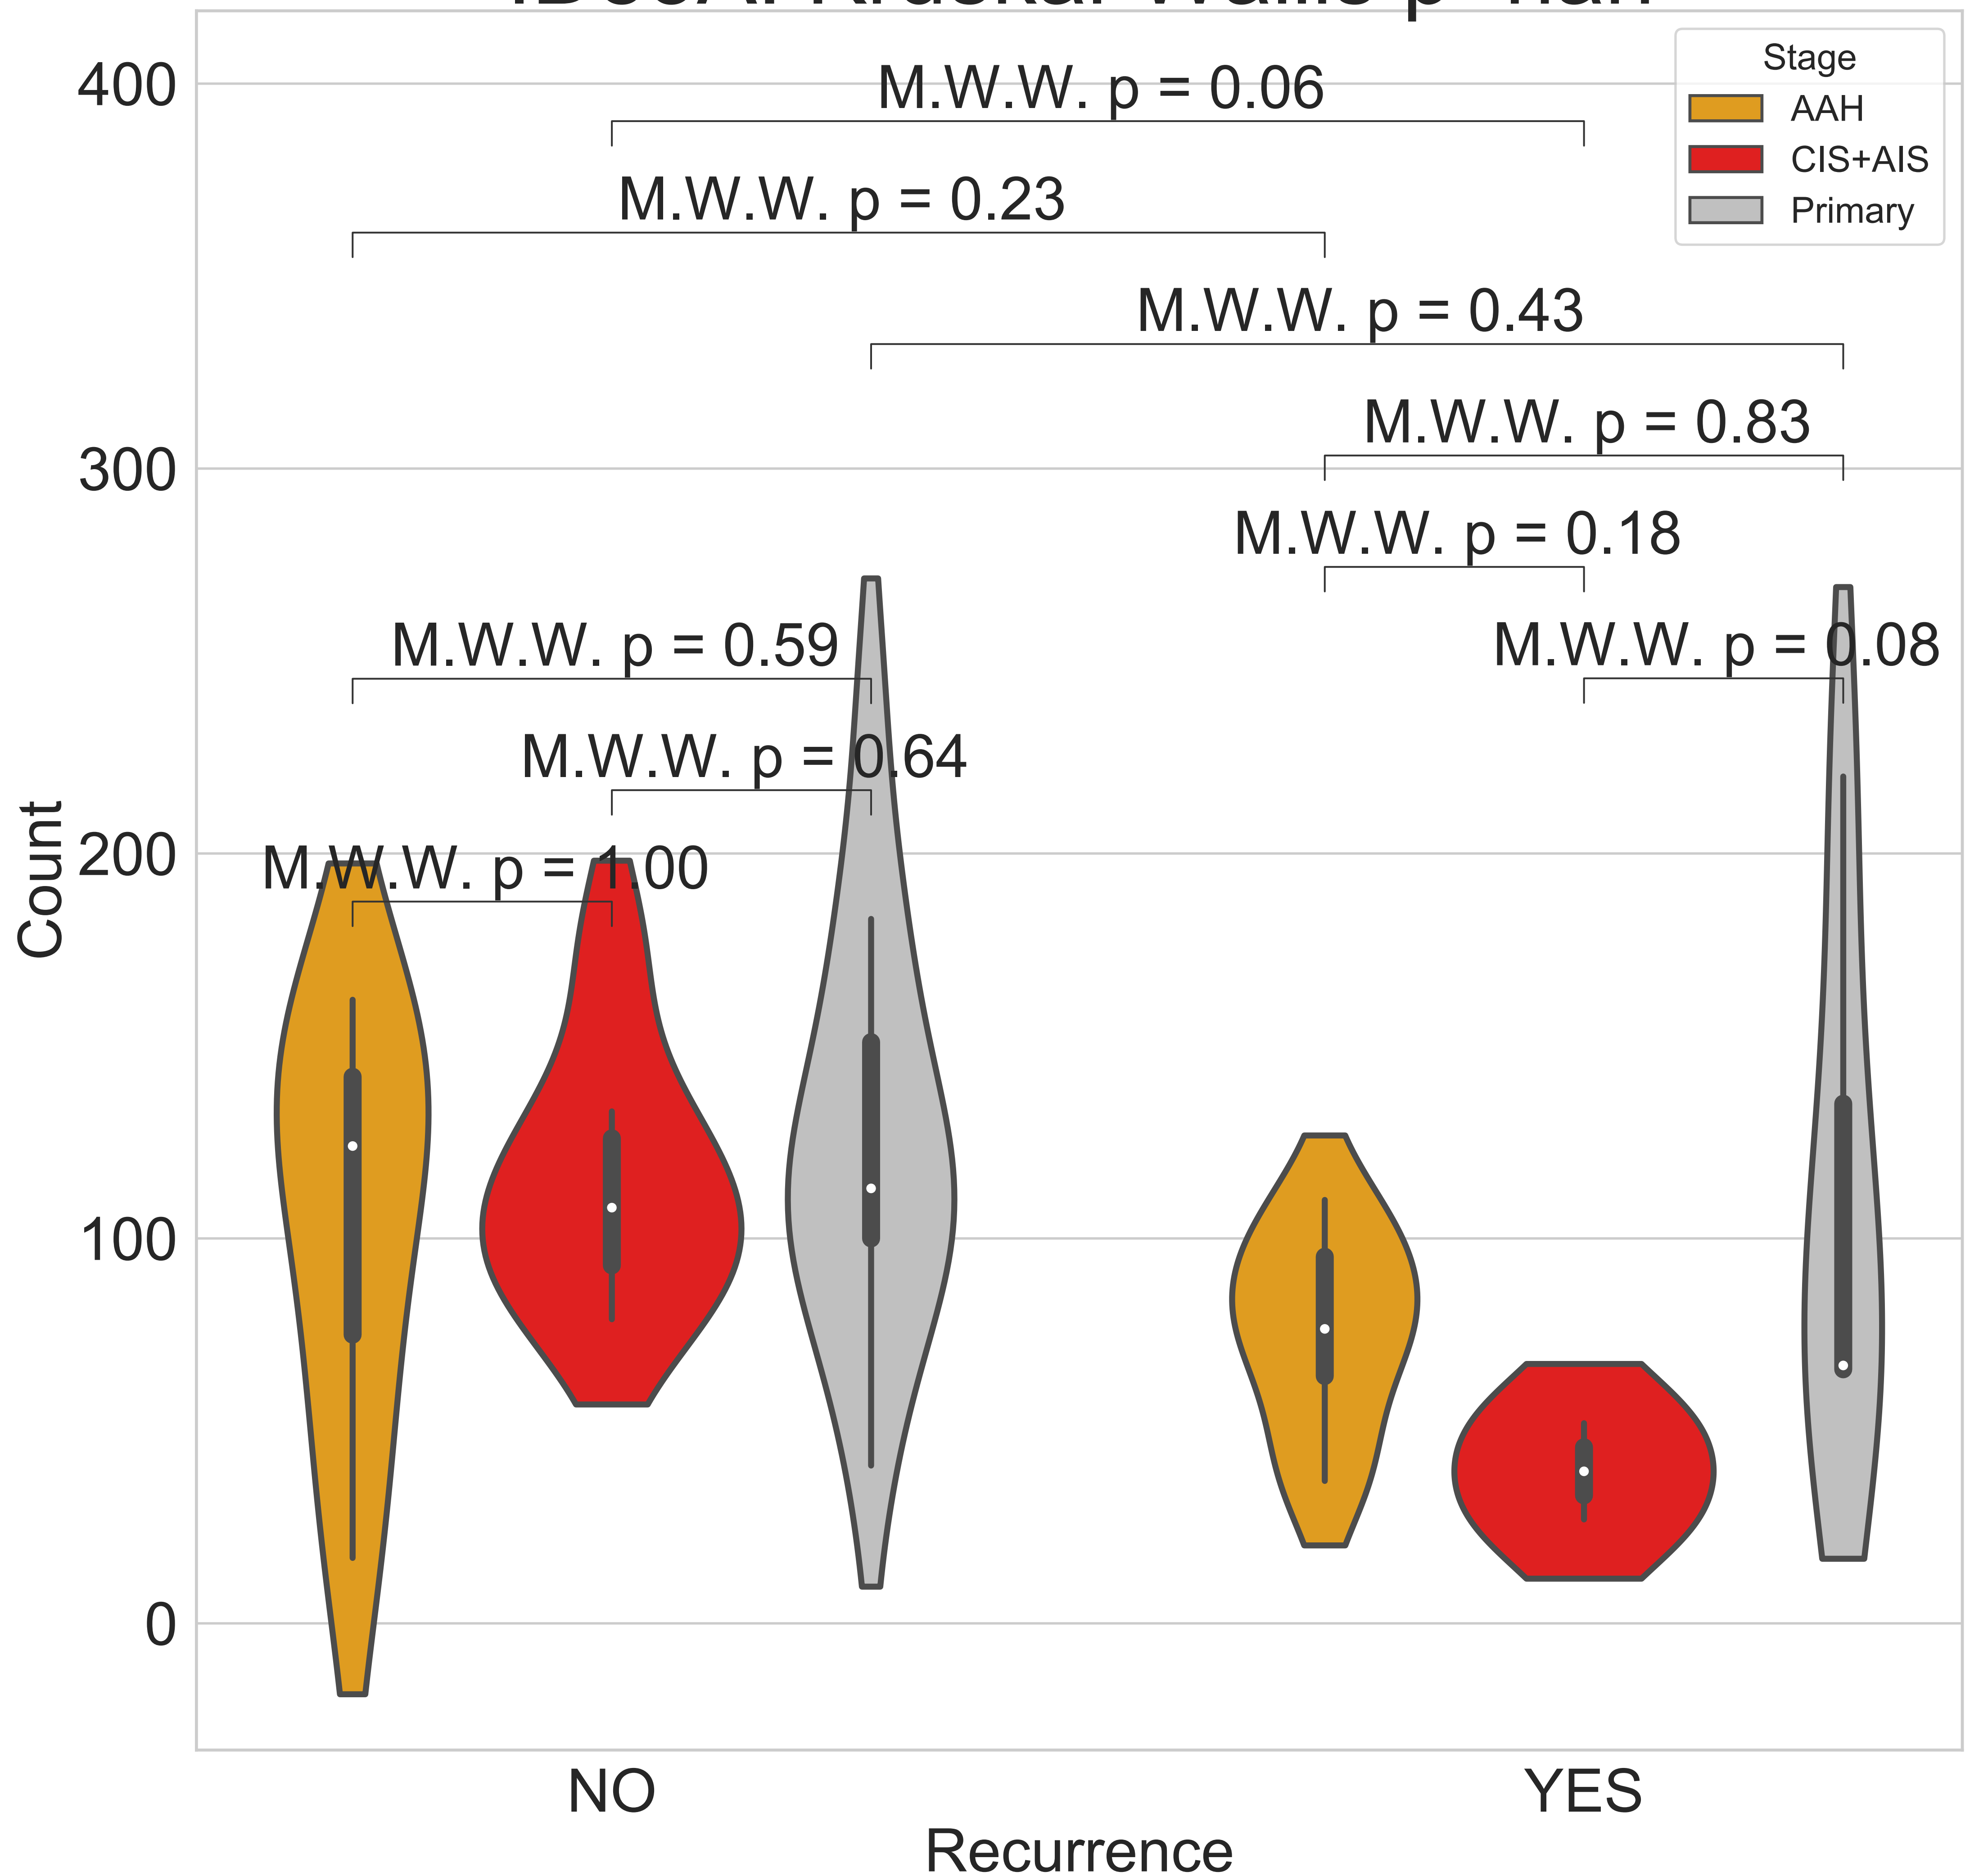 400
300
200
100
0
Count
M.W.W. p = 0.06
M.W.W. p = 0.23
M.W.W. p = 0.43
M.W.W. p = 0.83
M.W.W. p = 0.18
M.W.W. p = 0.59
M.W.W. p = 0.08
M.W.W. p = 0.64
M.W.W. p = 1.00
Stage
AAH
CIS+AIS
Primary
NO
YES
Recurrence